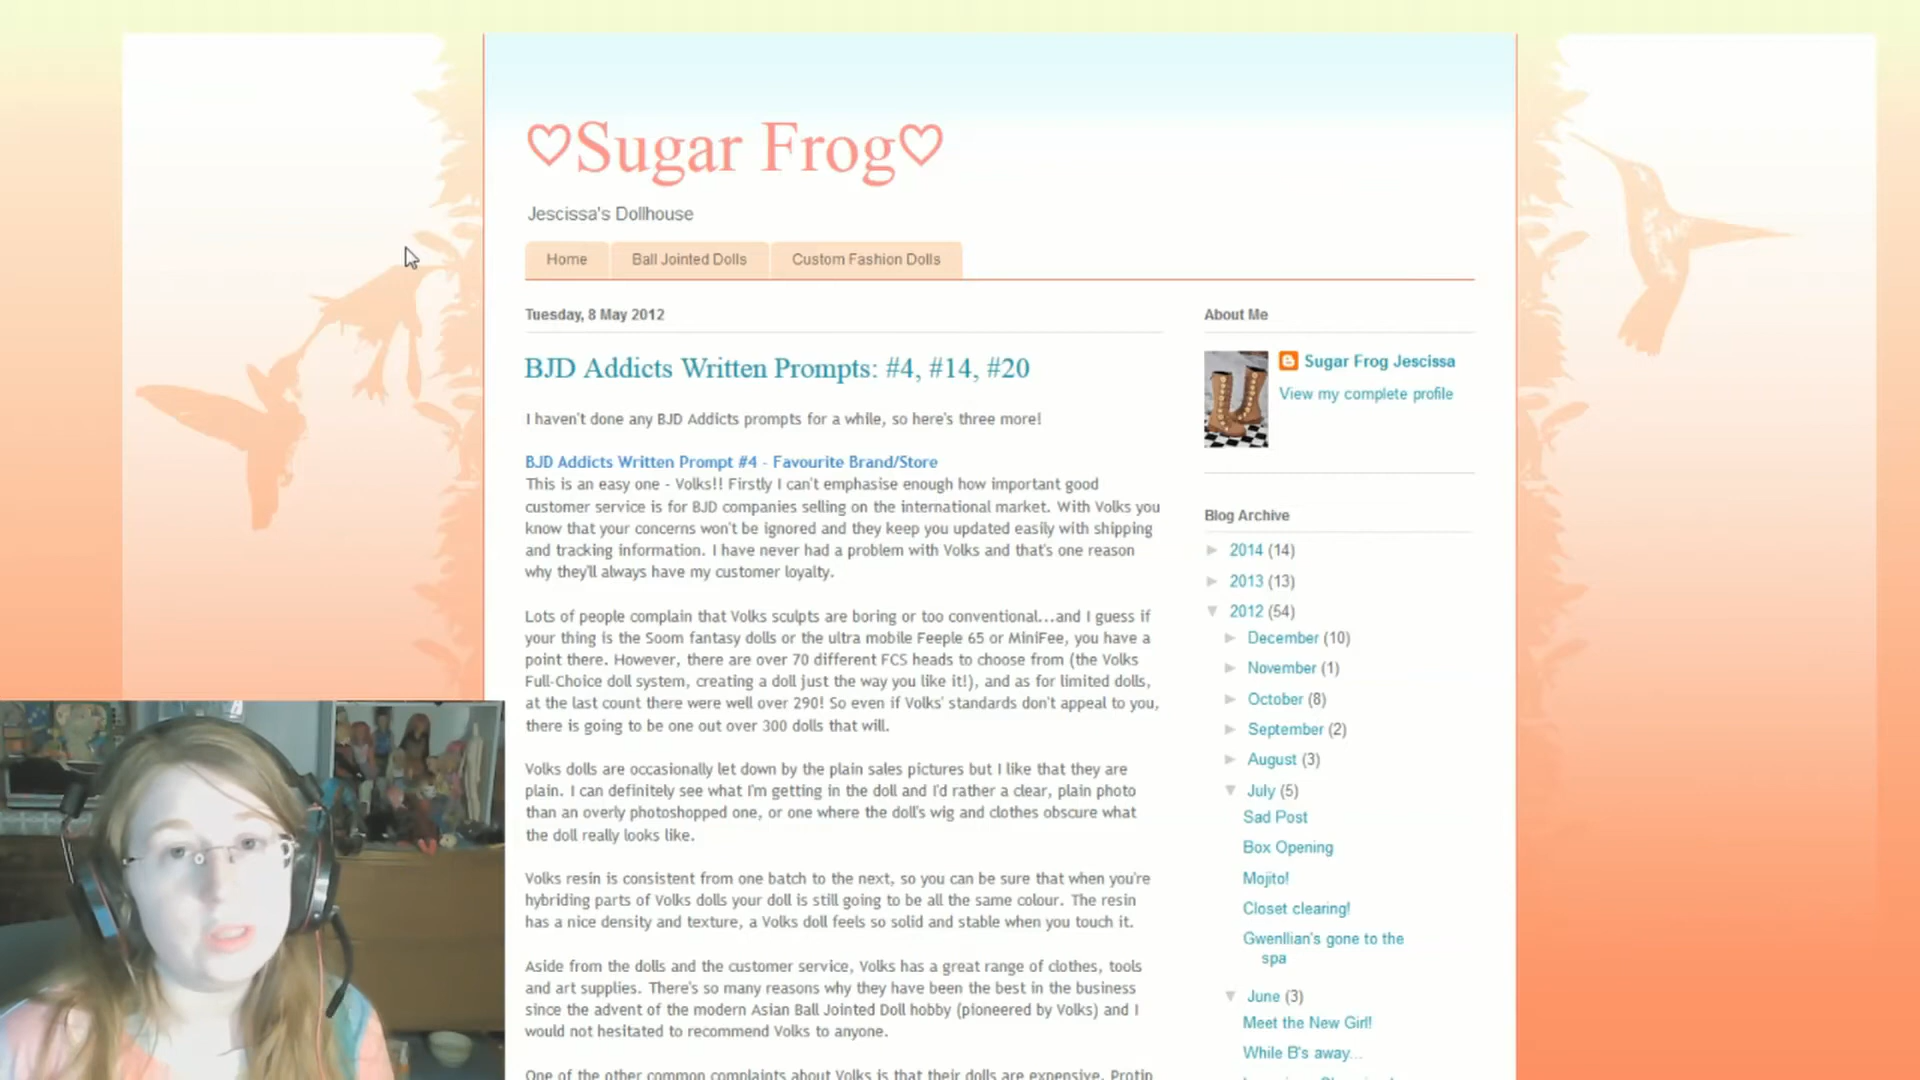 ♡Sugar Frog♡
Jescissa's Dollhouse
Home
Ball Jointed Dolls
Custom Fashion Dolls
Tuesday, 8 May 2012
BJD Addicts Written Prompts: #4, #14, #20
I haven't done any BJD Addicts prompts for a while, so here's three more!
BJD Addicts Written Prompt #4 - Favourite Brand/Store
This is an easy one - Volks!! Firstly I can't emphasise enough how important good
customer service is for BJD companies selling on the international market. With Volks you
know that your concerns won't be ignored and they keep you updated easily with shipping
and tracking information. I have never had a problem with Volks and that's one reason
why they'll always have my customer loyalty.
Lots of people complain that Volks sculpts are boring or too conventional...and I guess if
your thing is the Soom fantasy dolls or the ultra mobile Feeple 65 or MiniFee, you have a
point there. However, there are over 70 different FCS heads to choose from (the Volks
Full-Choice doll system, creating a doll just the way you like it!), and as for limited dolls,
at the last count there were well over 290! So even if Volks' standards don't appeal to you,
there is going to be one out over 300 dolls that will.
Volks dolls are occasionally let down by the plain sales pictures but I like that they are
plain. I can definitely see what I'm getting in the doll and I'd rather a clear, plain photo
than an overly photoshopped one, or one where the doll's wig and clothes obscure what
the doll really looks like.
Volks resin is consistent from one batch to the next, so you can be sure that when you're
hybriding parts of Volks dolls your doll is still going to be all the same colour. The resin
has a nice density and texture, a Volks doll feels so solid and stable when you touch it.
Aside from the dolls and the customer service, Volks has a great range of clothes, tools
and art supplies. There's so many reasons why they have been the best in the business
since the advent of the modern Asian Ball Jointed Doll hobby (pioneered by Volks) and I
would not hesitated to recommend Volks to anyone.
One of the other common complaints about Volks is that their dolls are expensive.
About Me
Sugar Frog Jescissa
View my complete profile
Blog Archive
► 2014 (14)
► 2013 (13)
▼ 2012 (54)
► December (10)
► November (1)
► October (8)
► September (2)
► August (3)
▼ July (5)
Sad Post
Box Opening
Mojito!
Closet clearing!
Gwenllian's gone to the
spa
▼ June (3)
Meet the New Girl!
While B's away...